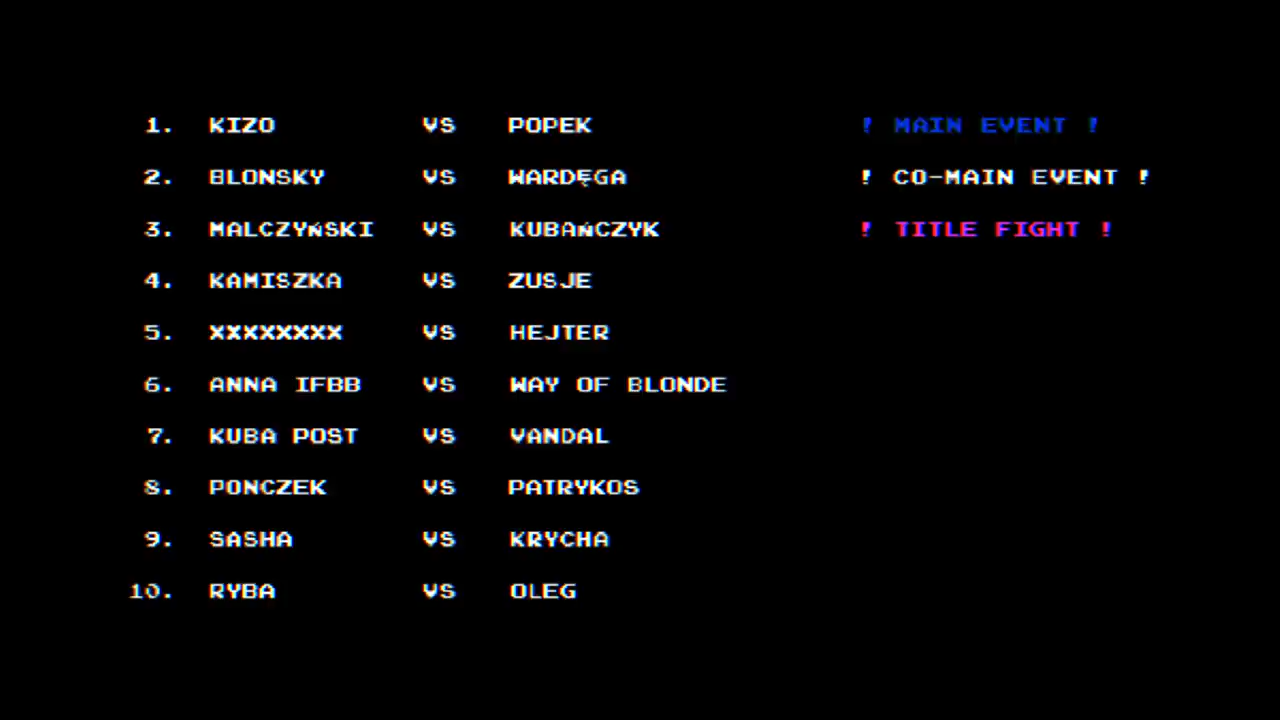 1. KIZO VS POPEK ! MAIN EVENT !
2. BLONSKY VS WARDĘGA ! CO-MAIN EVENT !
3. MALCZYńSKI VS KUBAńCZYK ! TITLE FIGHT !
4. KAMISZKA VS ZUSJE
5. XXXXXXXX VS HEJTER
6. ANNA IFBB VS WAY OF BLONDE
7. KUBA POST VS VANDAL
8. PONCZEK VS PATRYKOS
9. SASHA VS KRYCHA
10. RYBA VS OLEG